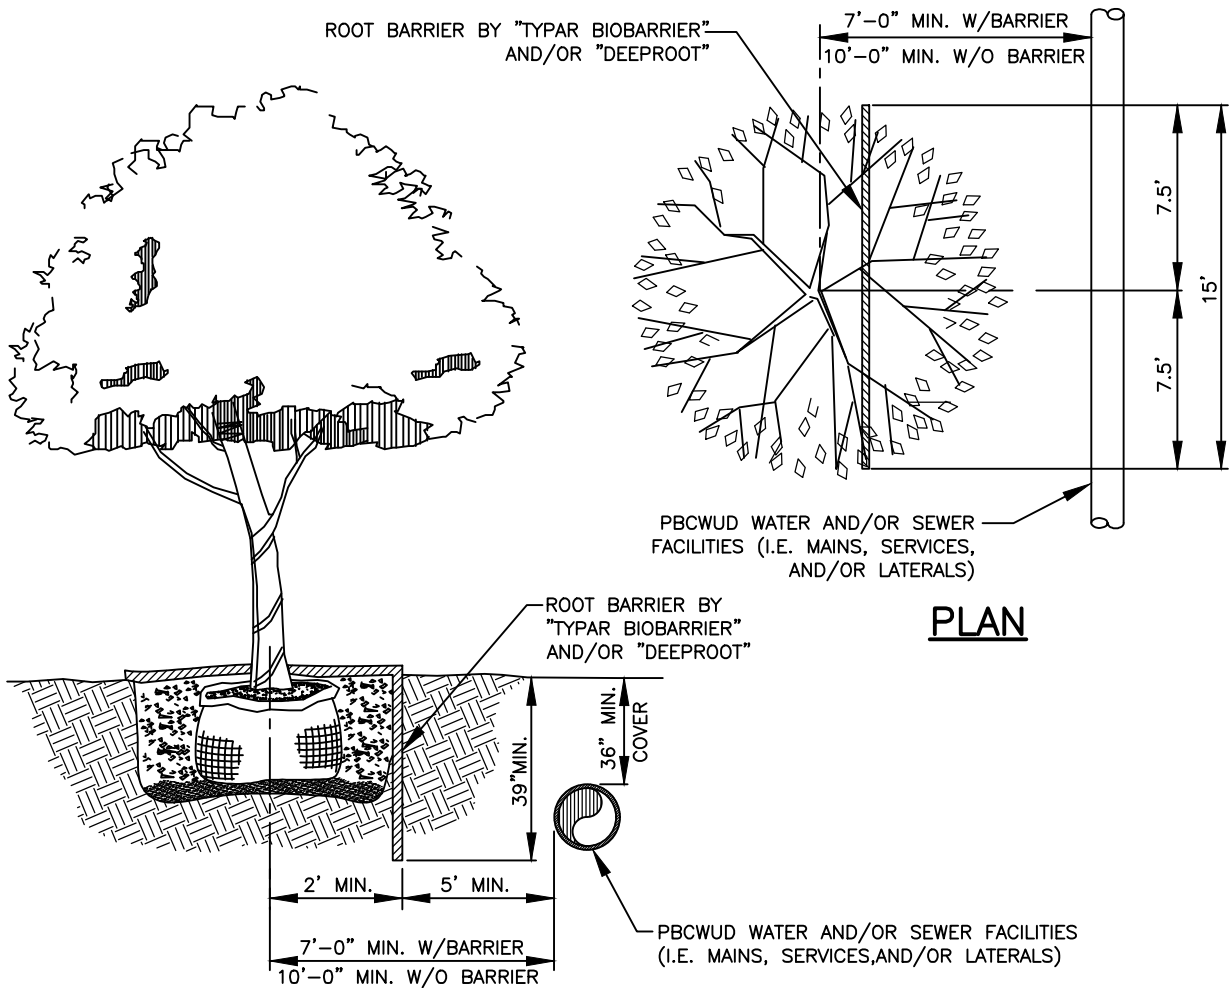 ROOT BARRIER BY "TYPAR BIOBARRIER"
AND/OR "DEEPROOT"
7'-0" MIN. W/BARRIER
10'-0" MIN. W/O BARRIER
7.5'
15'
7.5'
PBCWUD WATER AND/OR SEWER
FACILITIES (I.E. MAINS, SERVICES,
AND/OR LATERALS)
PLAN
ROOT BARRIER BY
"TYPAR BIOBARRIER"
AND/OR "DEEPROOT"
39"MIN.
36" MIN.
COVER
2' MIN.
5' MIN.
7'-0" MIN. W/BARRIER
10'-0" MIN. W/O BARRIER
PBCWUD WATER AND/OR SEWER FACILITIES
(I.E. MAINS, SERVICES,AND/OR LATERALS)